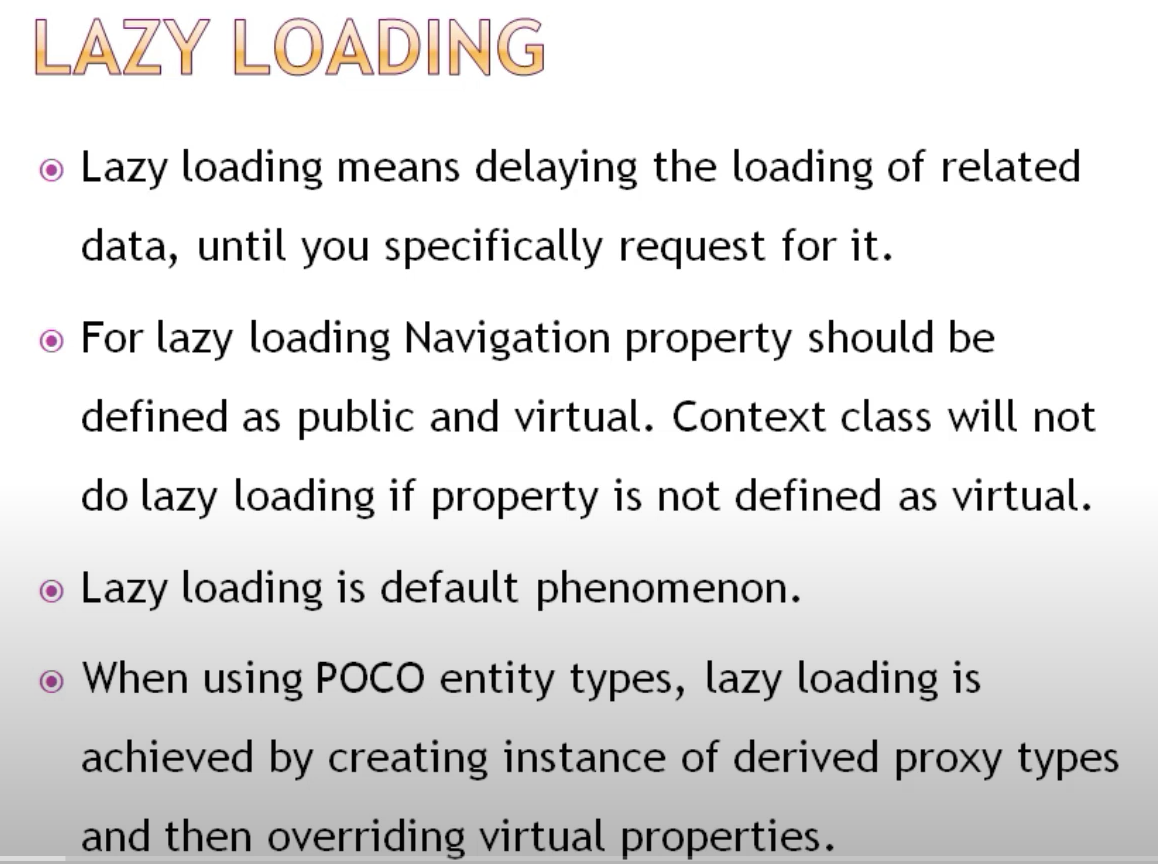 LAZY LOADING
Lazy loading means delaying the loading of related
data, until you specifically request for it.
For lazy loading Navigation property should be
defined as public and virtual. Context class will not
do lazy loading if property is not defined as virtual.
Lazy loading is default phenomenon.
When using POCO entity types, lazy loading is
achieved by creating instance of derived proxy types
and then overriding virtual properties.